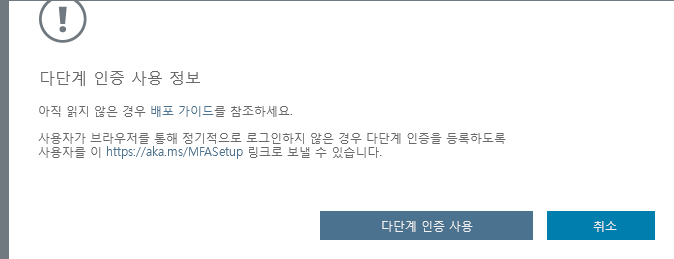 다단계 인증 사용 정보
아직 읽지 않은 경우 배포 가이드를 참조하세요.
사용자가 브라우저를 통해 정기적으로 로그인하지 않은 경우 다단계 인증을 등록하도록
사용자를 이 https://aka.ms/MFASetup 링크로 보낼 수 있습니다.
다단계 인증 사용
취소